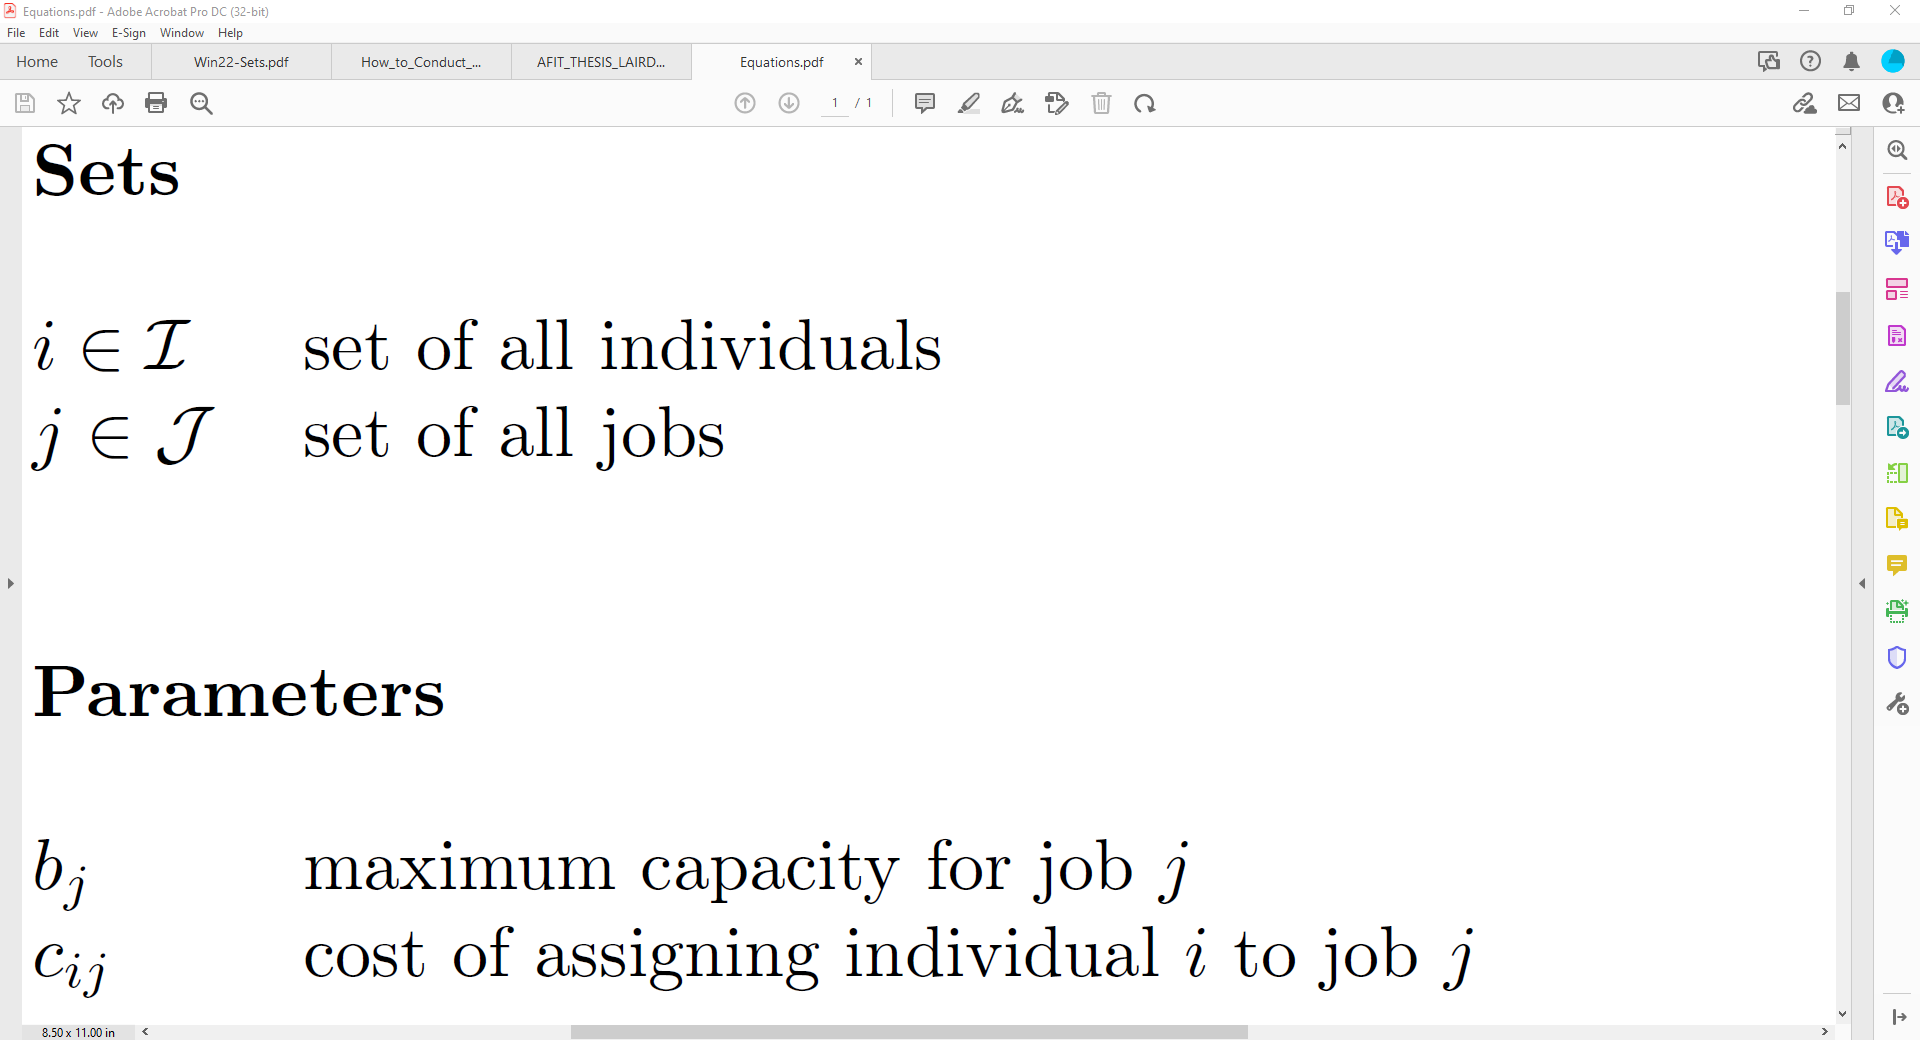 Equations.pdf - Adobe Acrobat Pro DC (32-bit)
File Edit View E-Sign Window Help
Home Tools Win22-Sets.pdf How_to_Conduct_... AFIT_THESIS_LAIRD... Equations.pdf ×
1 / 1
Sets
i ∈ ℐ set of all individuals
j ∈ 𝒥 set of all jobs
Parameters
b_j maximum capacity for job j
c_ij cost of assigning individual i to job j
8.50 x 11.00 in